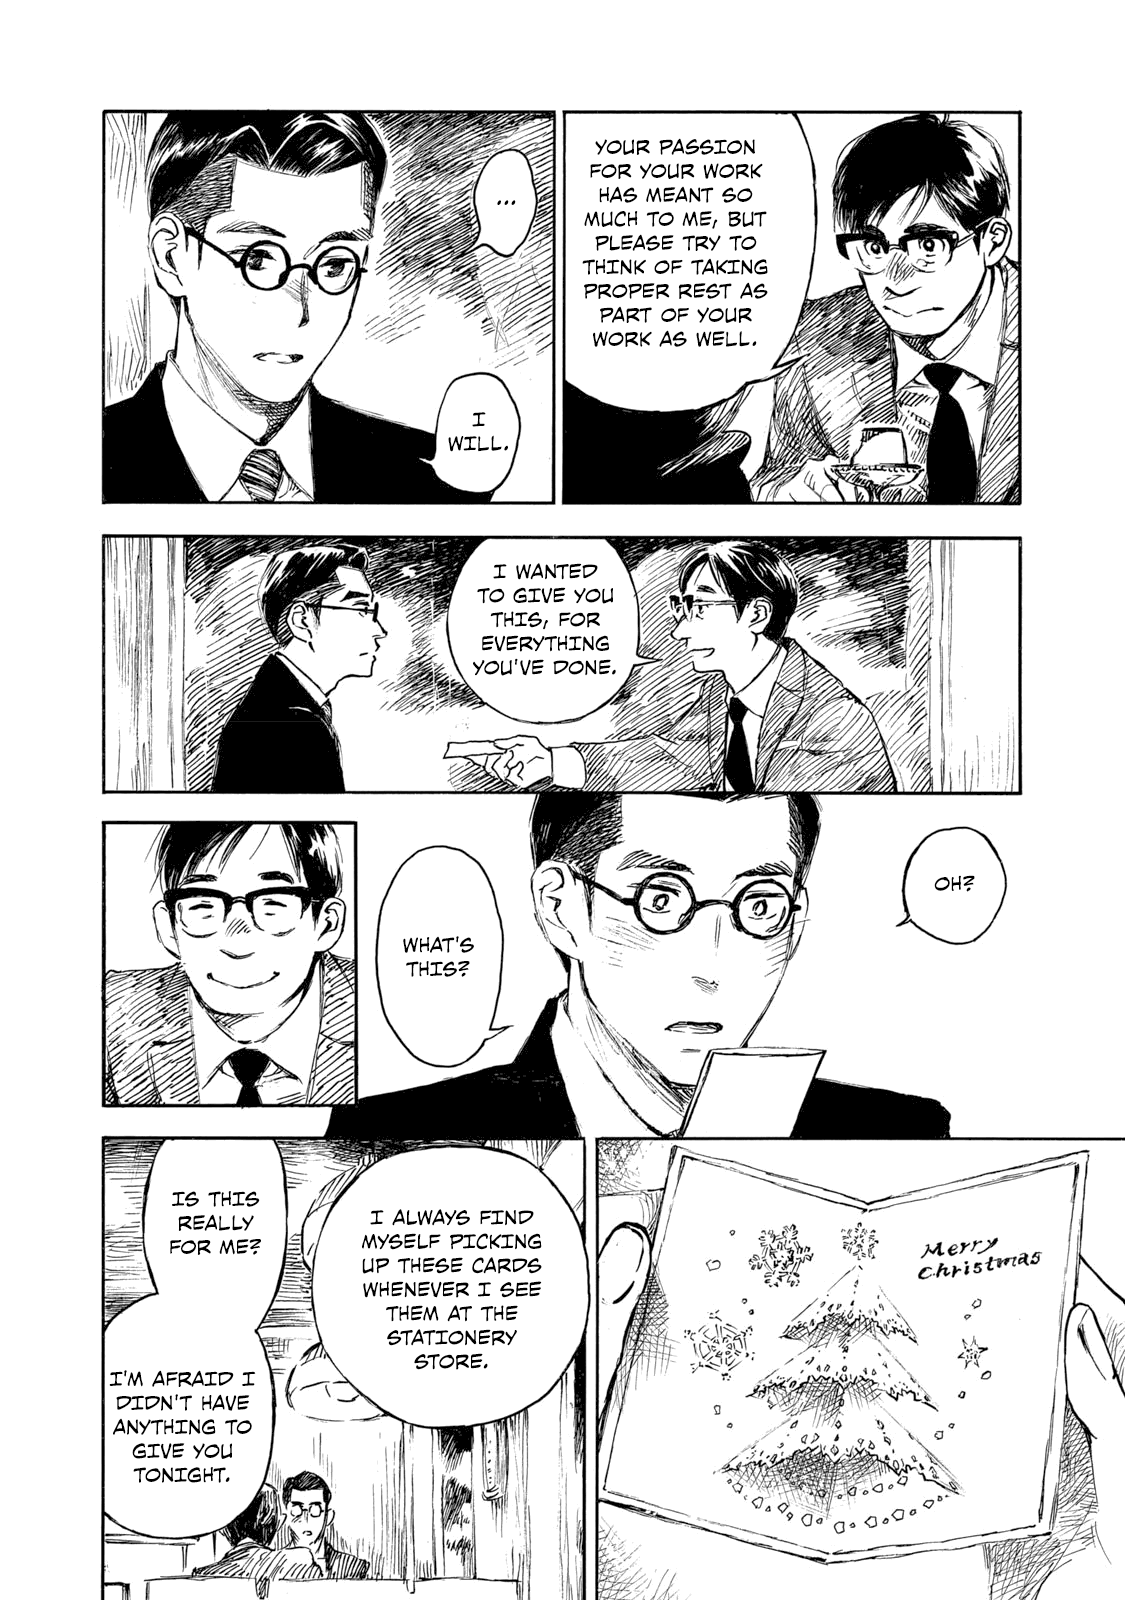 YOUR PASSION
FOR YOUR WORK
HAS MEANT SO
MUCH TO ME, BUT
PLEASE TRY TO
THINK OF TAKING
PROPER REST AS
PART OF YOUR
WORK AS WELL.
...
I
WILL.
I WANTED
TO GIVE YOU
THIS, FOR
EVERYTHING
YOU'VE DONE.
OH?
WHAT'S
THIS?
Merry
Christmas
I ALWAYS FIND
MYSELF PICKING
UP THESE CARDS
WHENEVER I SEE
THEM AT THE
STATIONERY
STORE.
IS THIS
REALLY
FOR ME?
I'M AFRAID I
DIDN'T HAVE
ANYTHING TO
GIVE YOU
TONIGHT.